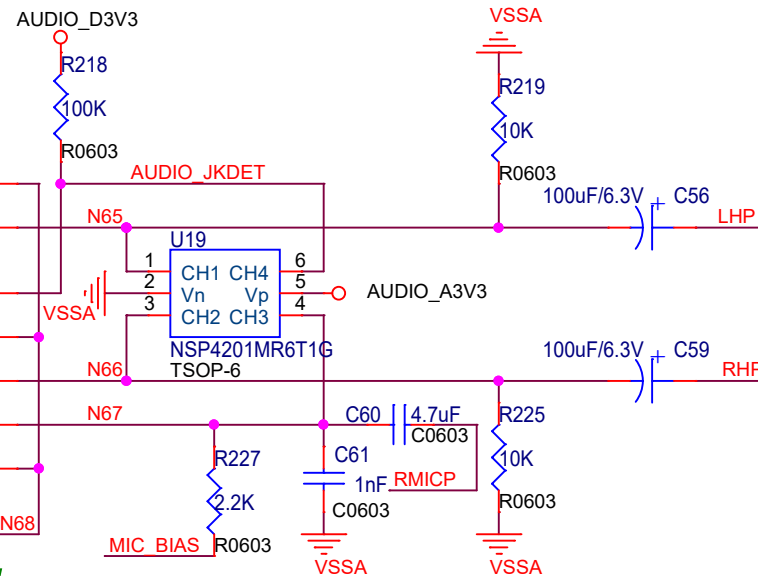 AUDIO_D3V3
VSSA
R218
100K
R0603
R219
10K
R0603
AUDIO_JKDET
100uF/6.3V + C56
LHP
N65
U19
1 CH1 CH4 6
2 Vn Vp 5
3 CH2 CH3 4
VSSA
AUDIO_A3V3
NSP4201MR6T1G
TSOP-6
100uF/6.3V + C59
RHP
N66
N67
C60 4.7uF
C0603
R225
10K
R0603
R227
2.2K
R0603
C61
1nF
C0603
RMICP
N68
MIC_BIAS
VSSA
VSSA